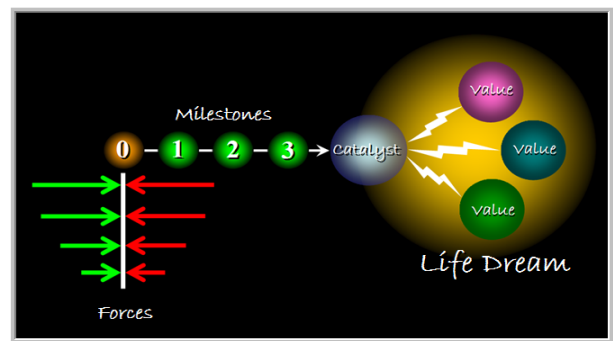 Milestones
0
1
2
3
Catalyst
Value
Value
Value
Life Dream
Forces